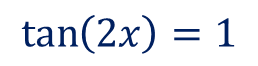 tan(2x) = 1